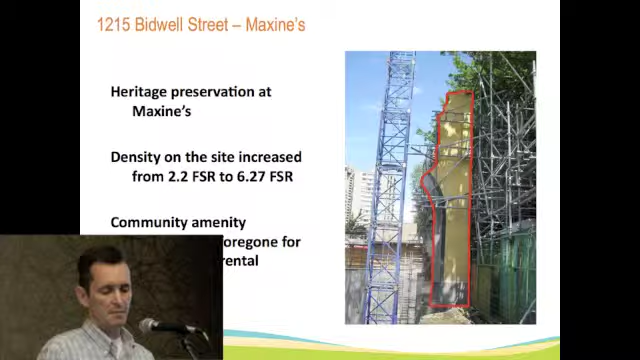 1215 Bidwell Street – Maxine's
Heritage preservation at
Maxine's
Density on the site increased
from 2.2 FSR to 6.27 FSR
Community amenity
oregone for
rental